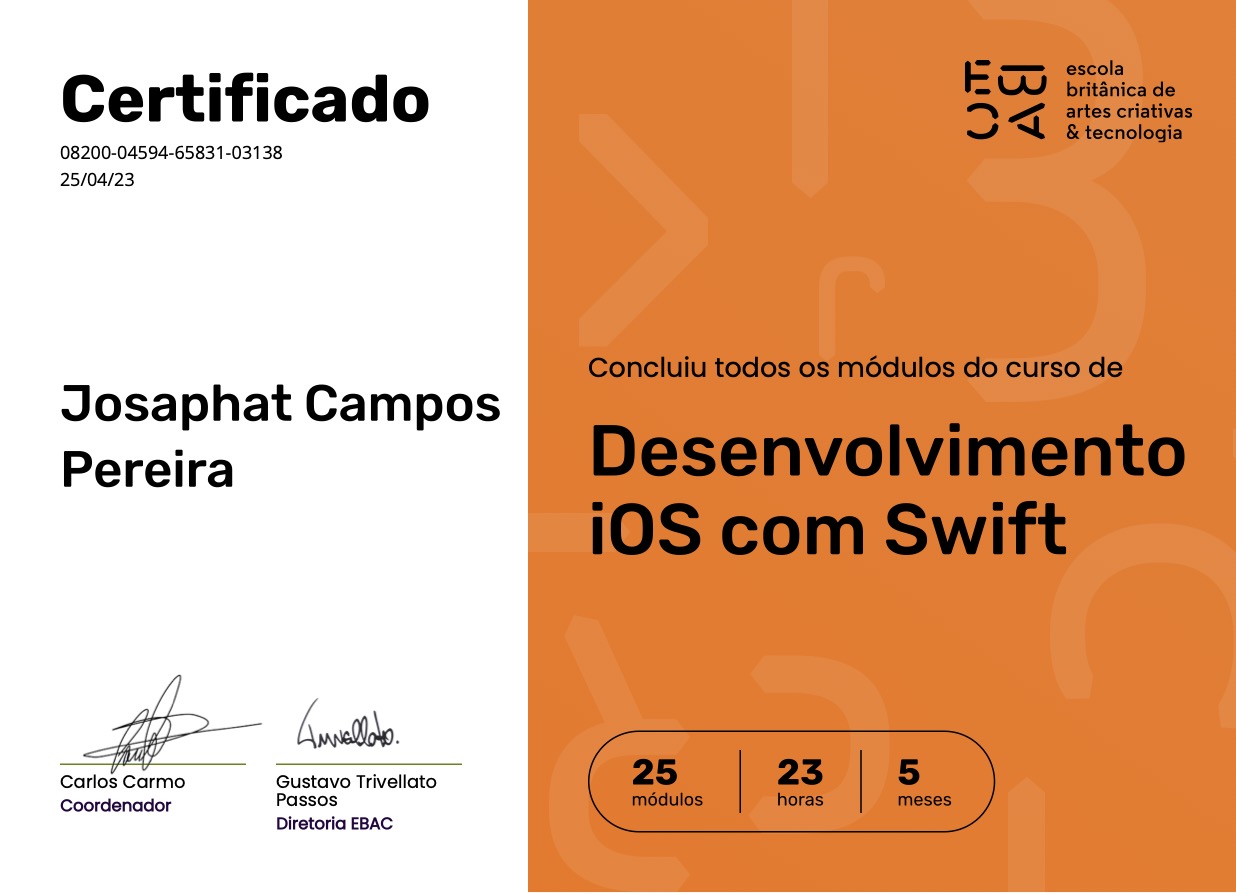 Certificado
08200-04594-65831-03138
25/04/23
Josaphat Campos
Pereira
Carlos Carmo
Coordenador
Gustavo Trivellato
Passos
Diretoria EBAC
EBAC
escola
britânica de
artes criativas
& tecnologia
Concluiu todos os módulos do curso de
Desenvolvimento
iOS com Swift
25
módulos
23
horas
5
meses